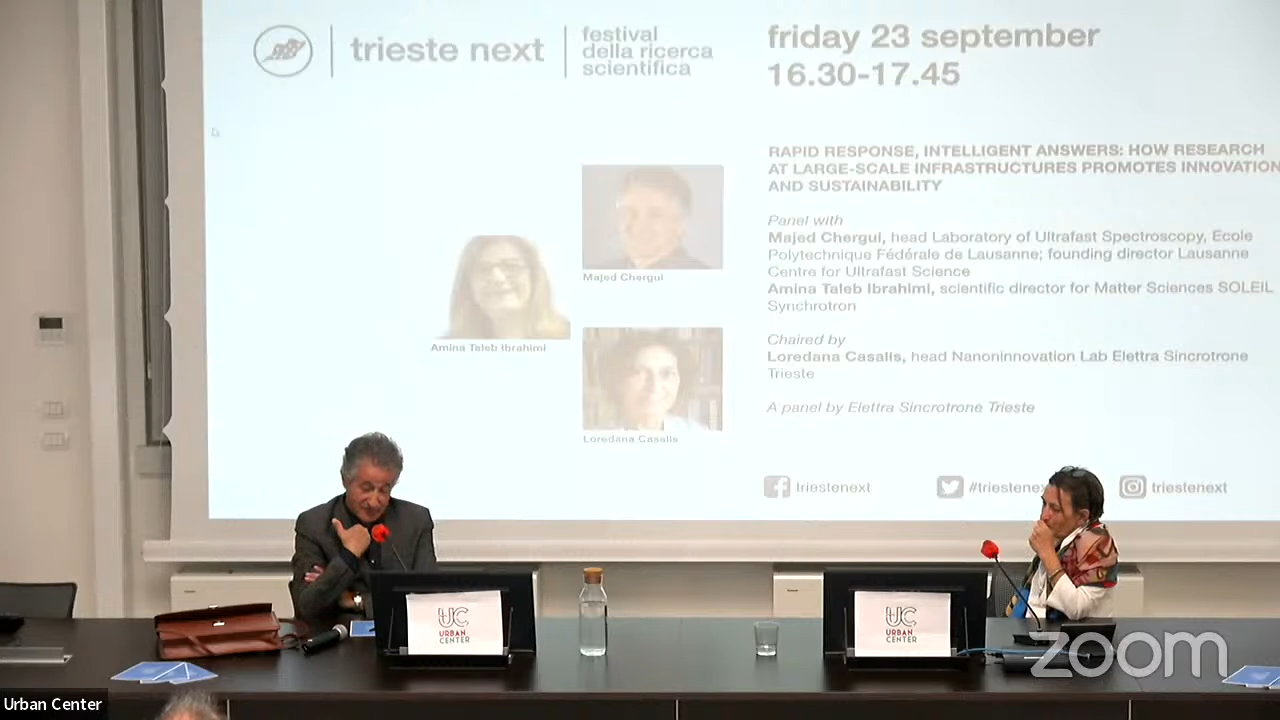 trieste next
festival
della ricerca
scientifica
friday 23 september
16.30-17.45
RAPID RESPONSE, INTELLIGENT ANSWERS: HOW RESEARCH
AT LARGE-SCALE INFRASTRUCTURES PROMOTES INNOVATION
AND SUSTAINABILITY
Panel with
Majed Chergui, head Laboratory of Ultrafast Spectroscopy, Ecole
Polytechnique Fédérale de Lausanne; founding director Lausanne
Centre for Ultrafast Science
Amina Taleb Ibrahimi, scientific director for Matter Sciences SOLEIL
Synchrotron
Chaired by
Loredana Casalis, head Nanoninnovation Lab Elettra Sincrotrone
Trieste
A panel by Elettra Sincrotrone Trieste
Majed Chergui
Amina Taleb Ibrahimi
Loredana Casalis
triestenext
#triestenex
triestenext
UC
URBAN
CENTER
UC
URBAN
CENTER
zoom
Urban Center